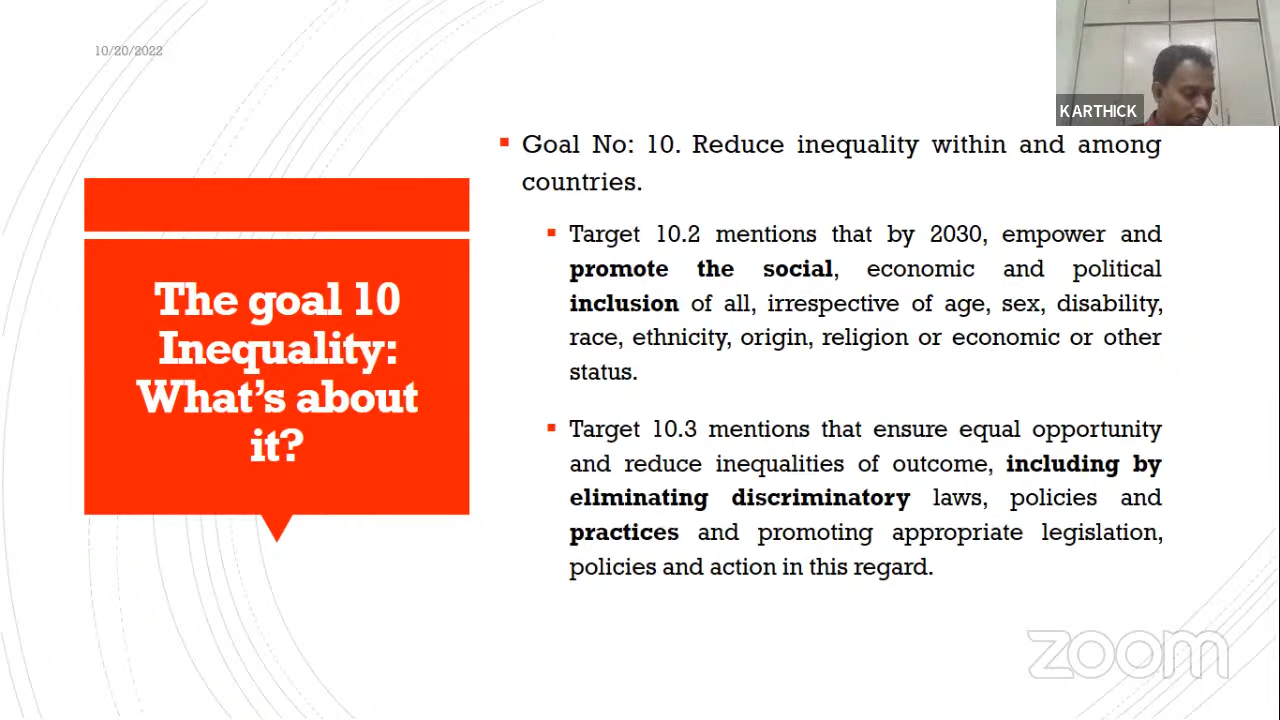 10/20/2022
KARTHICK
The goal 10
Inequality:
What's about
it?
Goal No: 10. Reduce inequality within and among
countries.
Target 10.2 mentions that by 2030, empower and
promote the social, economic and political
inclusion of all, irrespective of age, sex, disability,
race, ethnicity, origin, religion or economic or other
status.
Target 10.3 mentions that ensure equal opportunity
and reduce inequalities of outcome, including by
eliminating discriminatory laws, policies and
practices and promoting appropriate legislation,
policies and action in this regard.
zoom